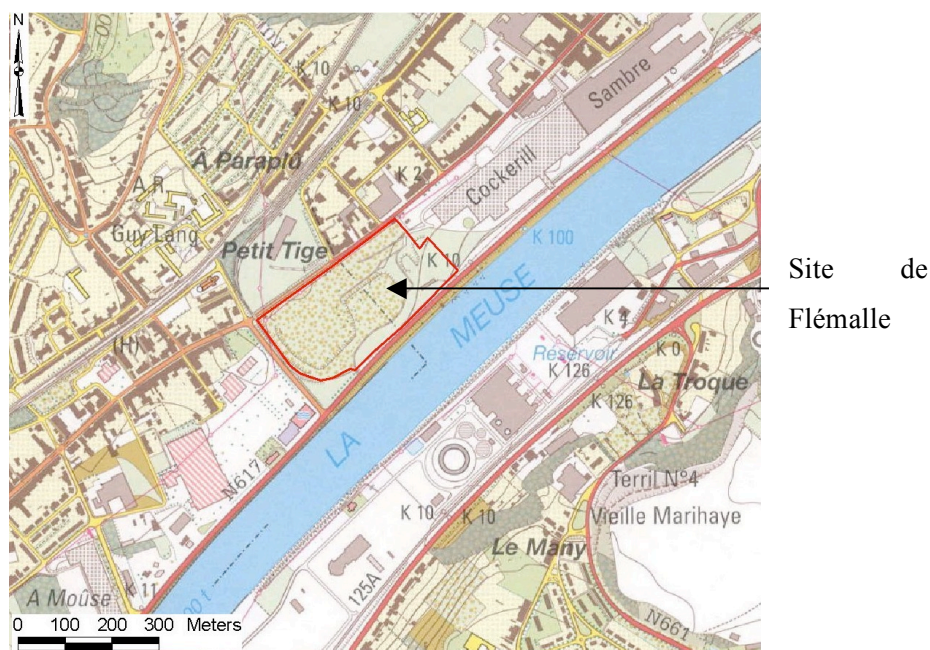 N
K 10
Sambre
K 10
À Paraplu
Cockerill
K 2
A.R.
Guy Lang
Petit Tige
K 10
K 100
Site de
Flémalle
MEUSE
K 4
(H)
Reservoir
K 0
K 126
La Troque
K 126
LA
N617
Terril N°4
K 10
K 10
Vieille Marihaye
Le Many
125A
K 11
A Moûse
00 t
N661
0 100 200 300 Meters